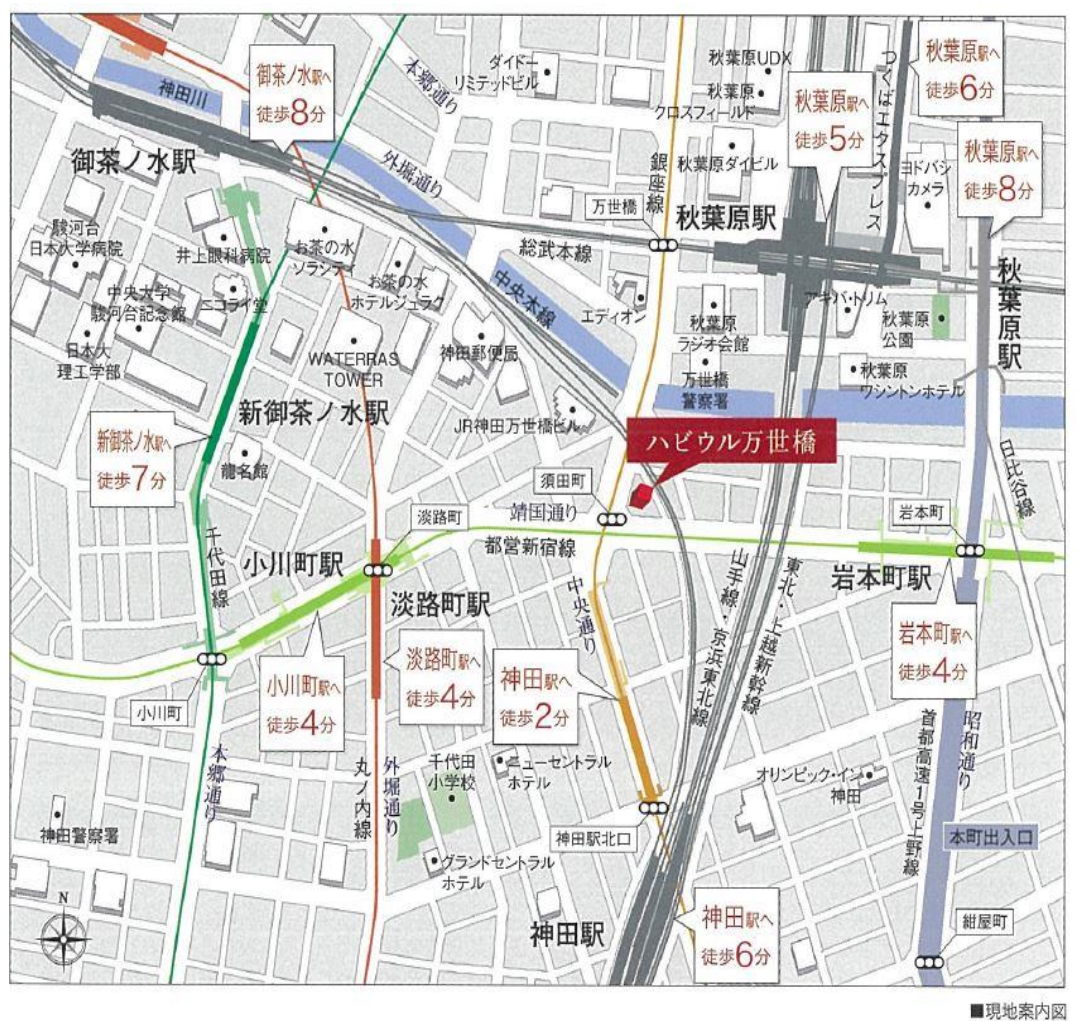 秋葉原駅へ
徒歩6分
つくばエクスプレス
秋葉原UDX
秋葉原
クロスフィールド
秋葉原駅へ
徒歩5分
ダイドー
リミテッドビル
本郷通り
御茶ノ水駅へ
徒歩8分
神田川
秋葉原駅へ
徒歩8分
御茶ノ水駅
外堀通り
銀座線
秋葉原ダイビル
ヨドバシ
カメラ
万世橋
秋葉原駅
駿河台
日本大学病院
井上眼科病院
お茶の水
ソラシティ
総武本線
お茶の水
ホテルジュラク
中央本線
秋葉原駅
中央大学
駿河台記念館
ニコライ堂
エディオン
秋葉原
ラジオ会館
アキバ・トリム
秋葉原
公園
日本大
理工学部
WATERRAS
TOWER
神田郵便局
万世橋
警察署
秋葉原
ワシントンホテル
新御茶ノ水駅
JR神田万世橋ビル
ハビウル万世橋
新御茶ノ水駅へ
徒歩7分
龍名館
日比谷線
須田町
靖国通り
淡路町
岩本町
千代田線
都営新宿線
小川町駅
淡路町駅
岩本町駅
中央通り
山手線・京浜東北線
東北・上越新幹線
小川町駅へ
徒歩4分
淡路町駅へ
徒歩4分
神田駅へ
徒歩2分
岩本町駅へ
徒歩4分
小川町
本郷通り
丸ノ内線
外堀通り
千代田
小学校
ニューセントラル
ホテル
オリンピック・イン
神田
首都高速1号上野線
昭和通り
神田警察署
グランドセントラル
ホテル
神田駅北口
本町出入口
N
神田駅
神田駅へ
徒歩6分
紺屋町
■現地案内図